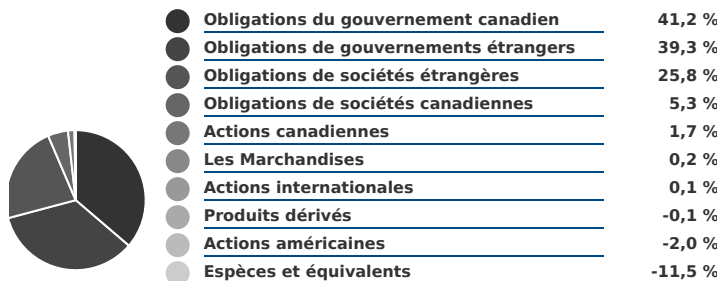 Obligations du gouvernement canadien 41,2 %
Obligations de gouvernements étrangers 39,3 %
Obligations de sociétés étrangères 25,8 %
Obligations de sociétés canadiennes 5,3 %
Actions canadiennes 1,7 %
Les Marchandises 0,2 %
Actions internationales 0,1 %
Produits dérivés -0,1 %
Actions américaines -2,0 %
Espèces et équivalents -11,5 %